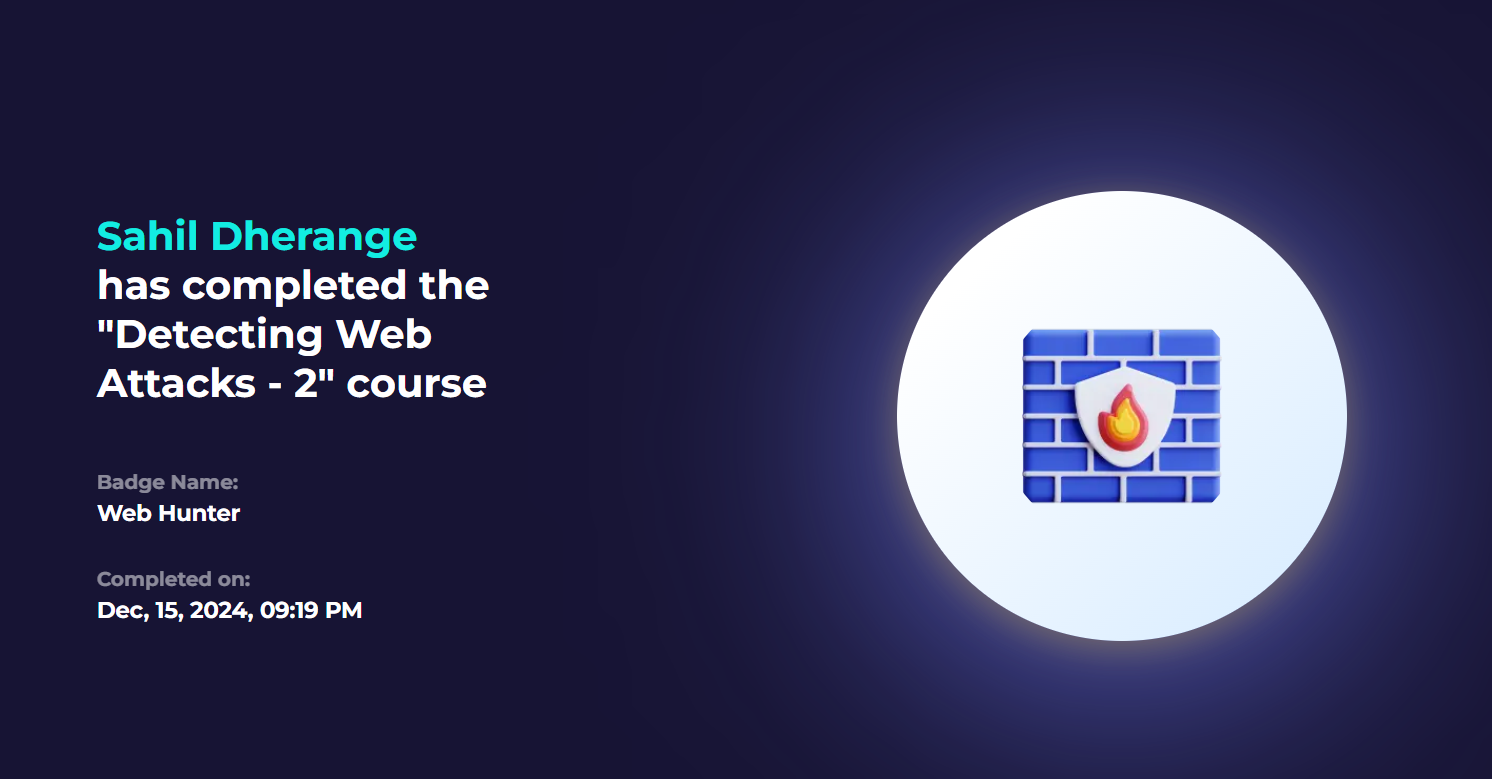 Sahil Dherange
has completed the
"Detecting Web
Attacks - 2" course
Badge Name:
Web Hunter
Completed on:
Dec, 15, 2024, 09:19 PM